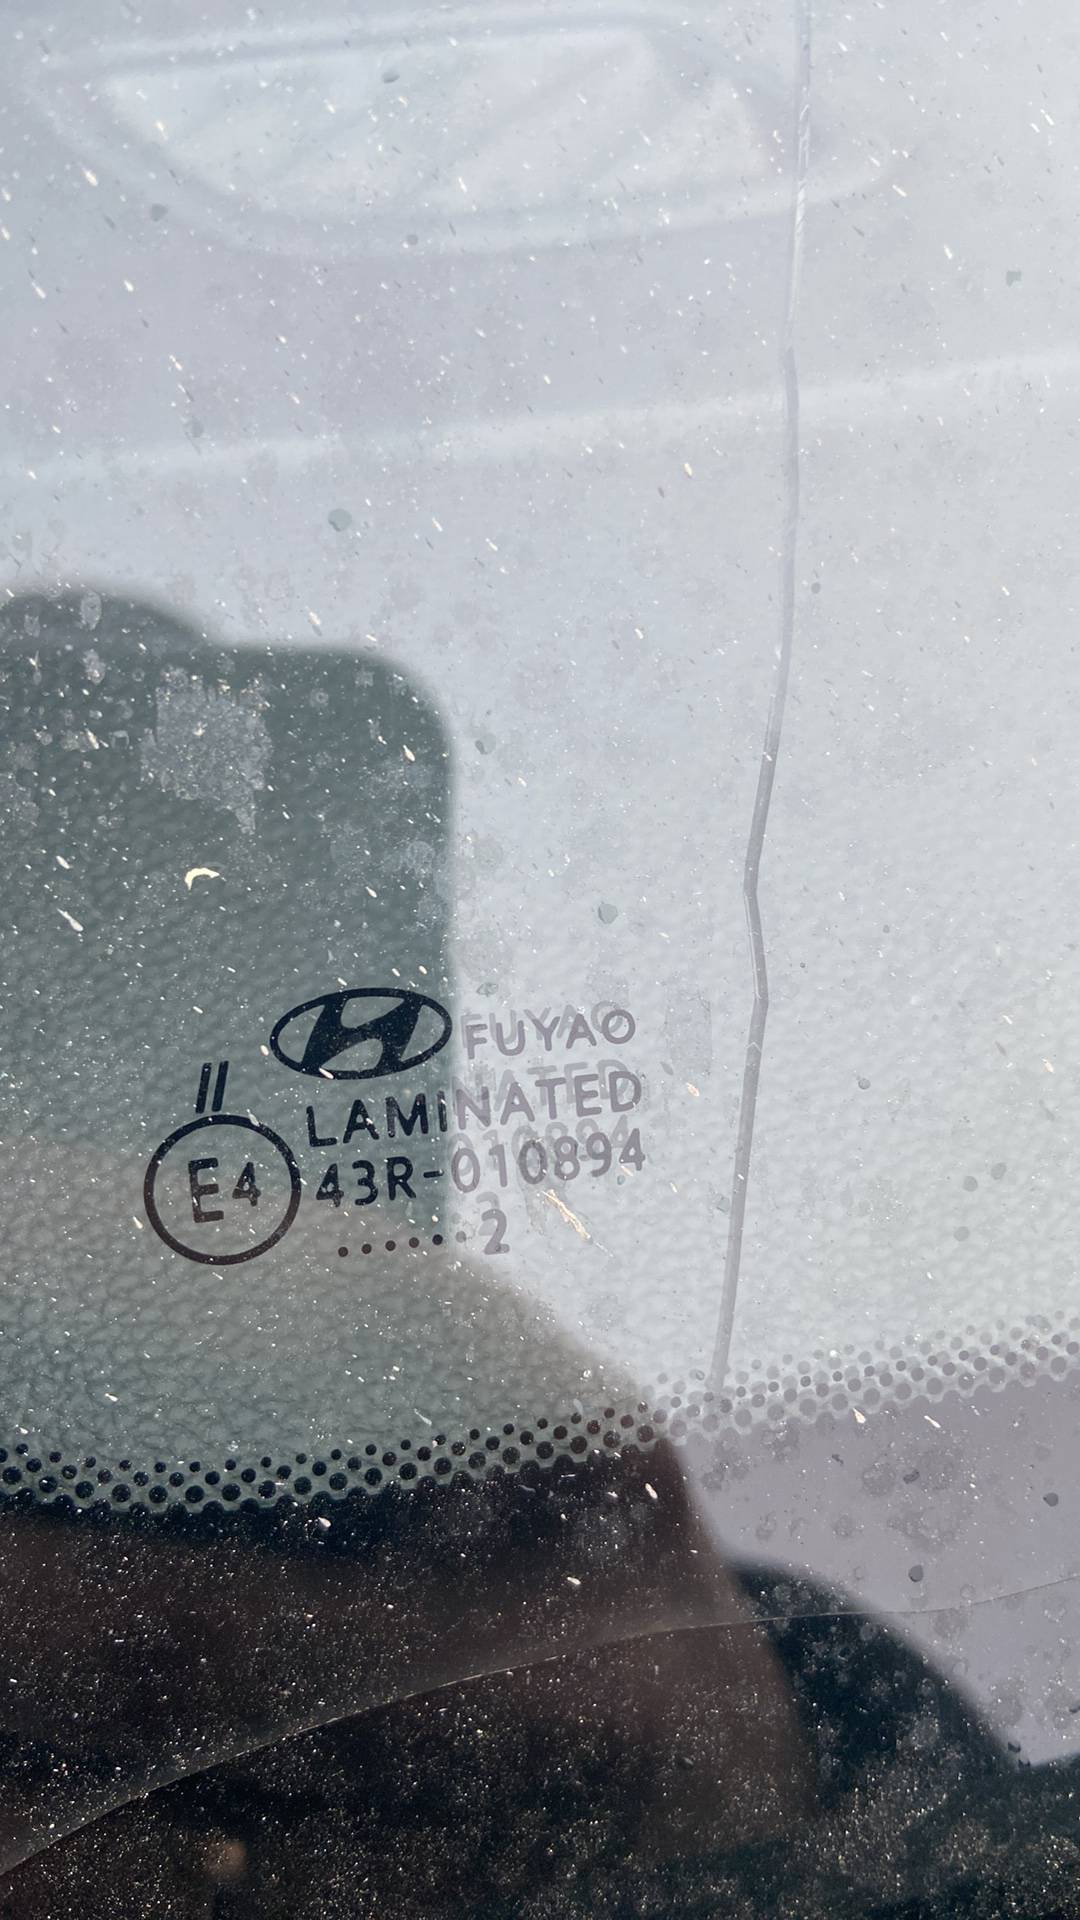 FUYAO
II
LAMINATED
E4 43R-010894
.......2